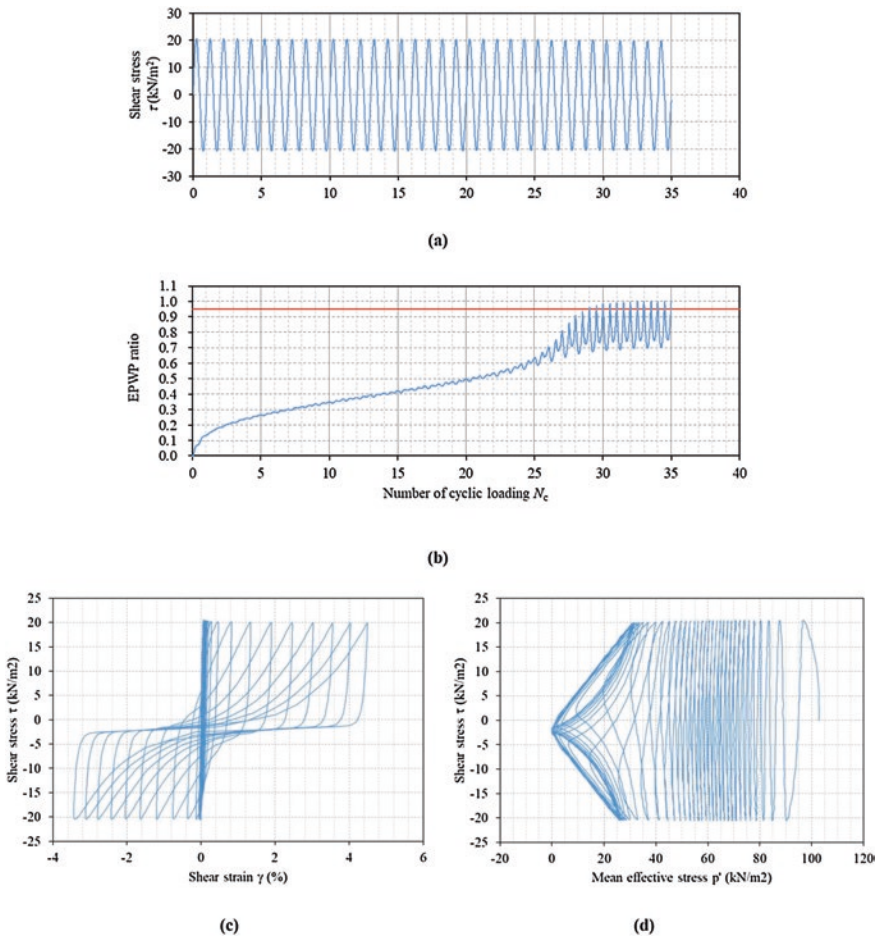 30
20
10
0
-10
-20
-30
Shear stress
τ (kN/m²)
0 5 10 15 20 25 30 35 40
(a)
1.1
1.0
0.9
0.8
0.7
0.6
0.5
0.4
0.3
0.2
0.1
0.0
EPWP ratio
0 5 10 15 20 25 30 35 40
Number of cyclic loading Nc
(b)
25
20
15
10
5
0
-5
-10
-15
-20
-25
Shear stress τ (kN/m2)
-4 -2 0 2 4 6
Shear strain γ (%)
(c)
25
20
15
10
5
0
-5
-10
-15
-20
-25
Shear stress τ (kN/m2)
-20 0 20 40 60 80 100 120
Mean effective stress p' (kN/m2)
(d)